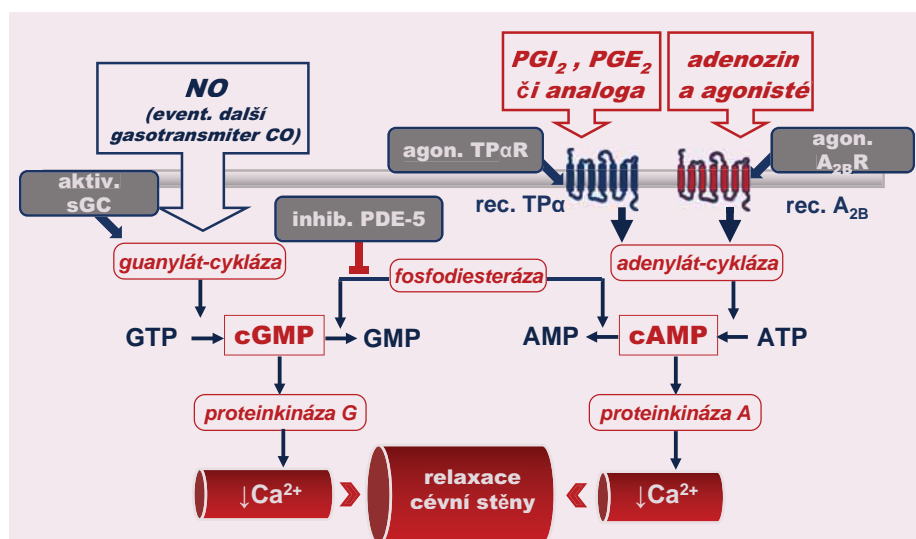 NO
(event. další
gasotransmiter CO)
PGI₂ , PGE₂
či analoga
adenozin
a agonisté
agon. TPαR
agon.
A₂BR
aktiv.
sGC
inhib. PDE-5
rec. TPα
rec. A₂B
guanylát-cykláza
fosfodiesteráza
adenylát-cykláza
GTP
cGMP
GMP
AMP
cAMP
ATP
proteinkináza G
proteinkináza A
↓Ca²⁺
relaxace
cévní stěny
↓Ca²⁺